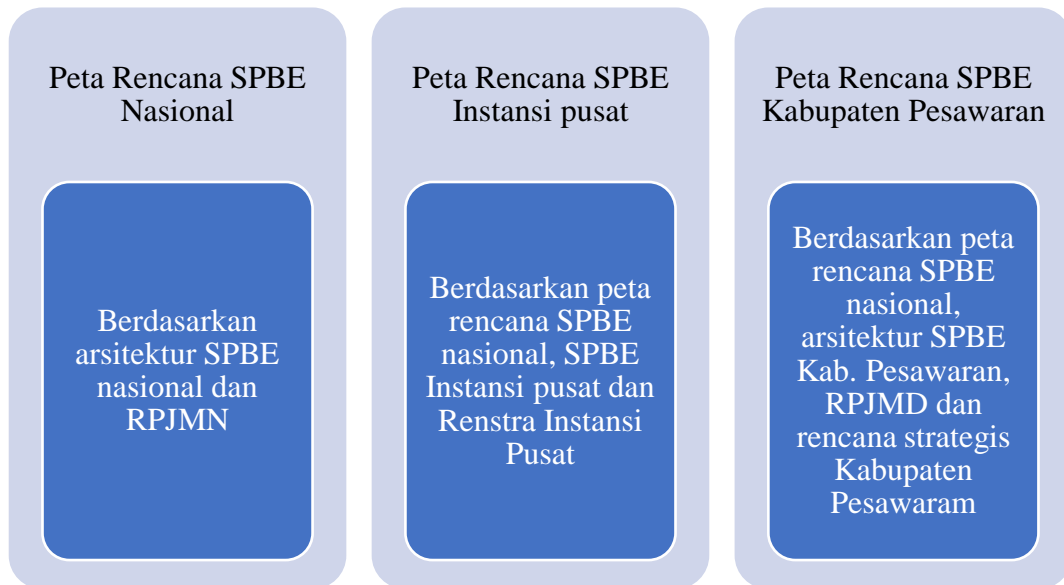 Peta Rencana SPBE
Nasional
Berdasarkan
arsitektur SPBE
nasional dan
RPJMN
Peta Rencana SPBE
Instansi pusat
Berdasarkan peta
rencana SPBE
nasional, SPBE
Instansi pusat dan
Renstra Instansi
Pusat
Peta Rencana SPBE
Kabupaten Pesawaran
Berdasarkan peta
rencana SPBE
nasional,
arsitektur SPBE
Kab. Pesawaran,
RPJMD dan
rencana strategis
Kabupaten
Pesawaram